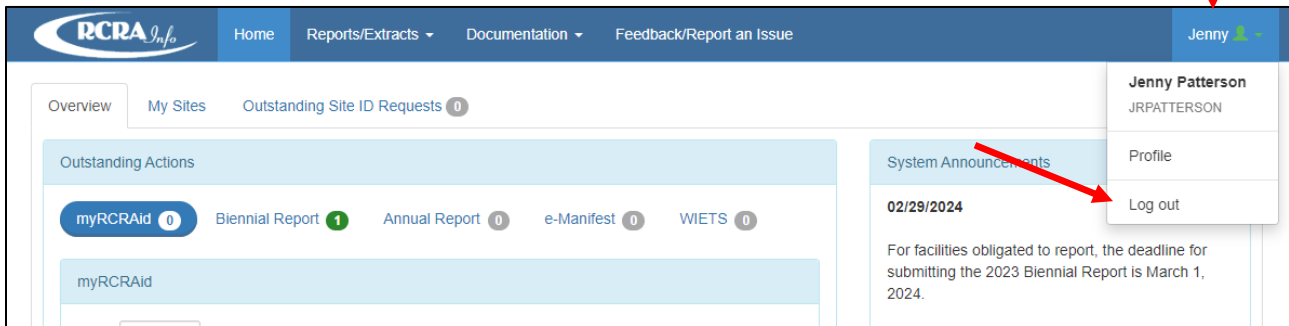 RCRAInfo Home Reports/Extracts Documentation Feedback/Report an Issue Jenny
Jenny Patterson
JRPATTERSON
Profile
Log out
Overview My Sites Outstanding Site ID Requests 0
Outstanding Actions
myRCRAid 0 Biennial Report 1 Annual Report 0 e-Manifest 0 WIETS 0
myRCRAid
System Announcements
02/29/2024
For facilities obligated to report, the deadline for
submitting the 2023 Biennial Report is March 1,
2024.